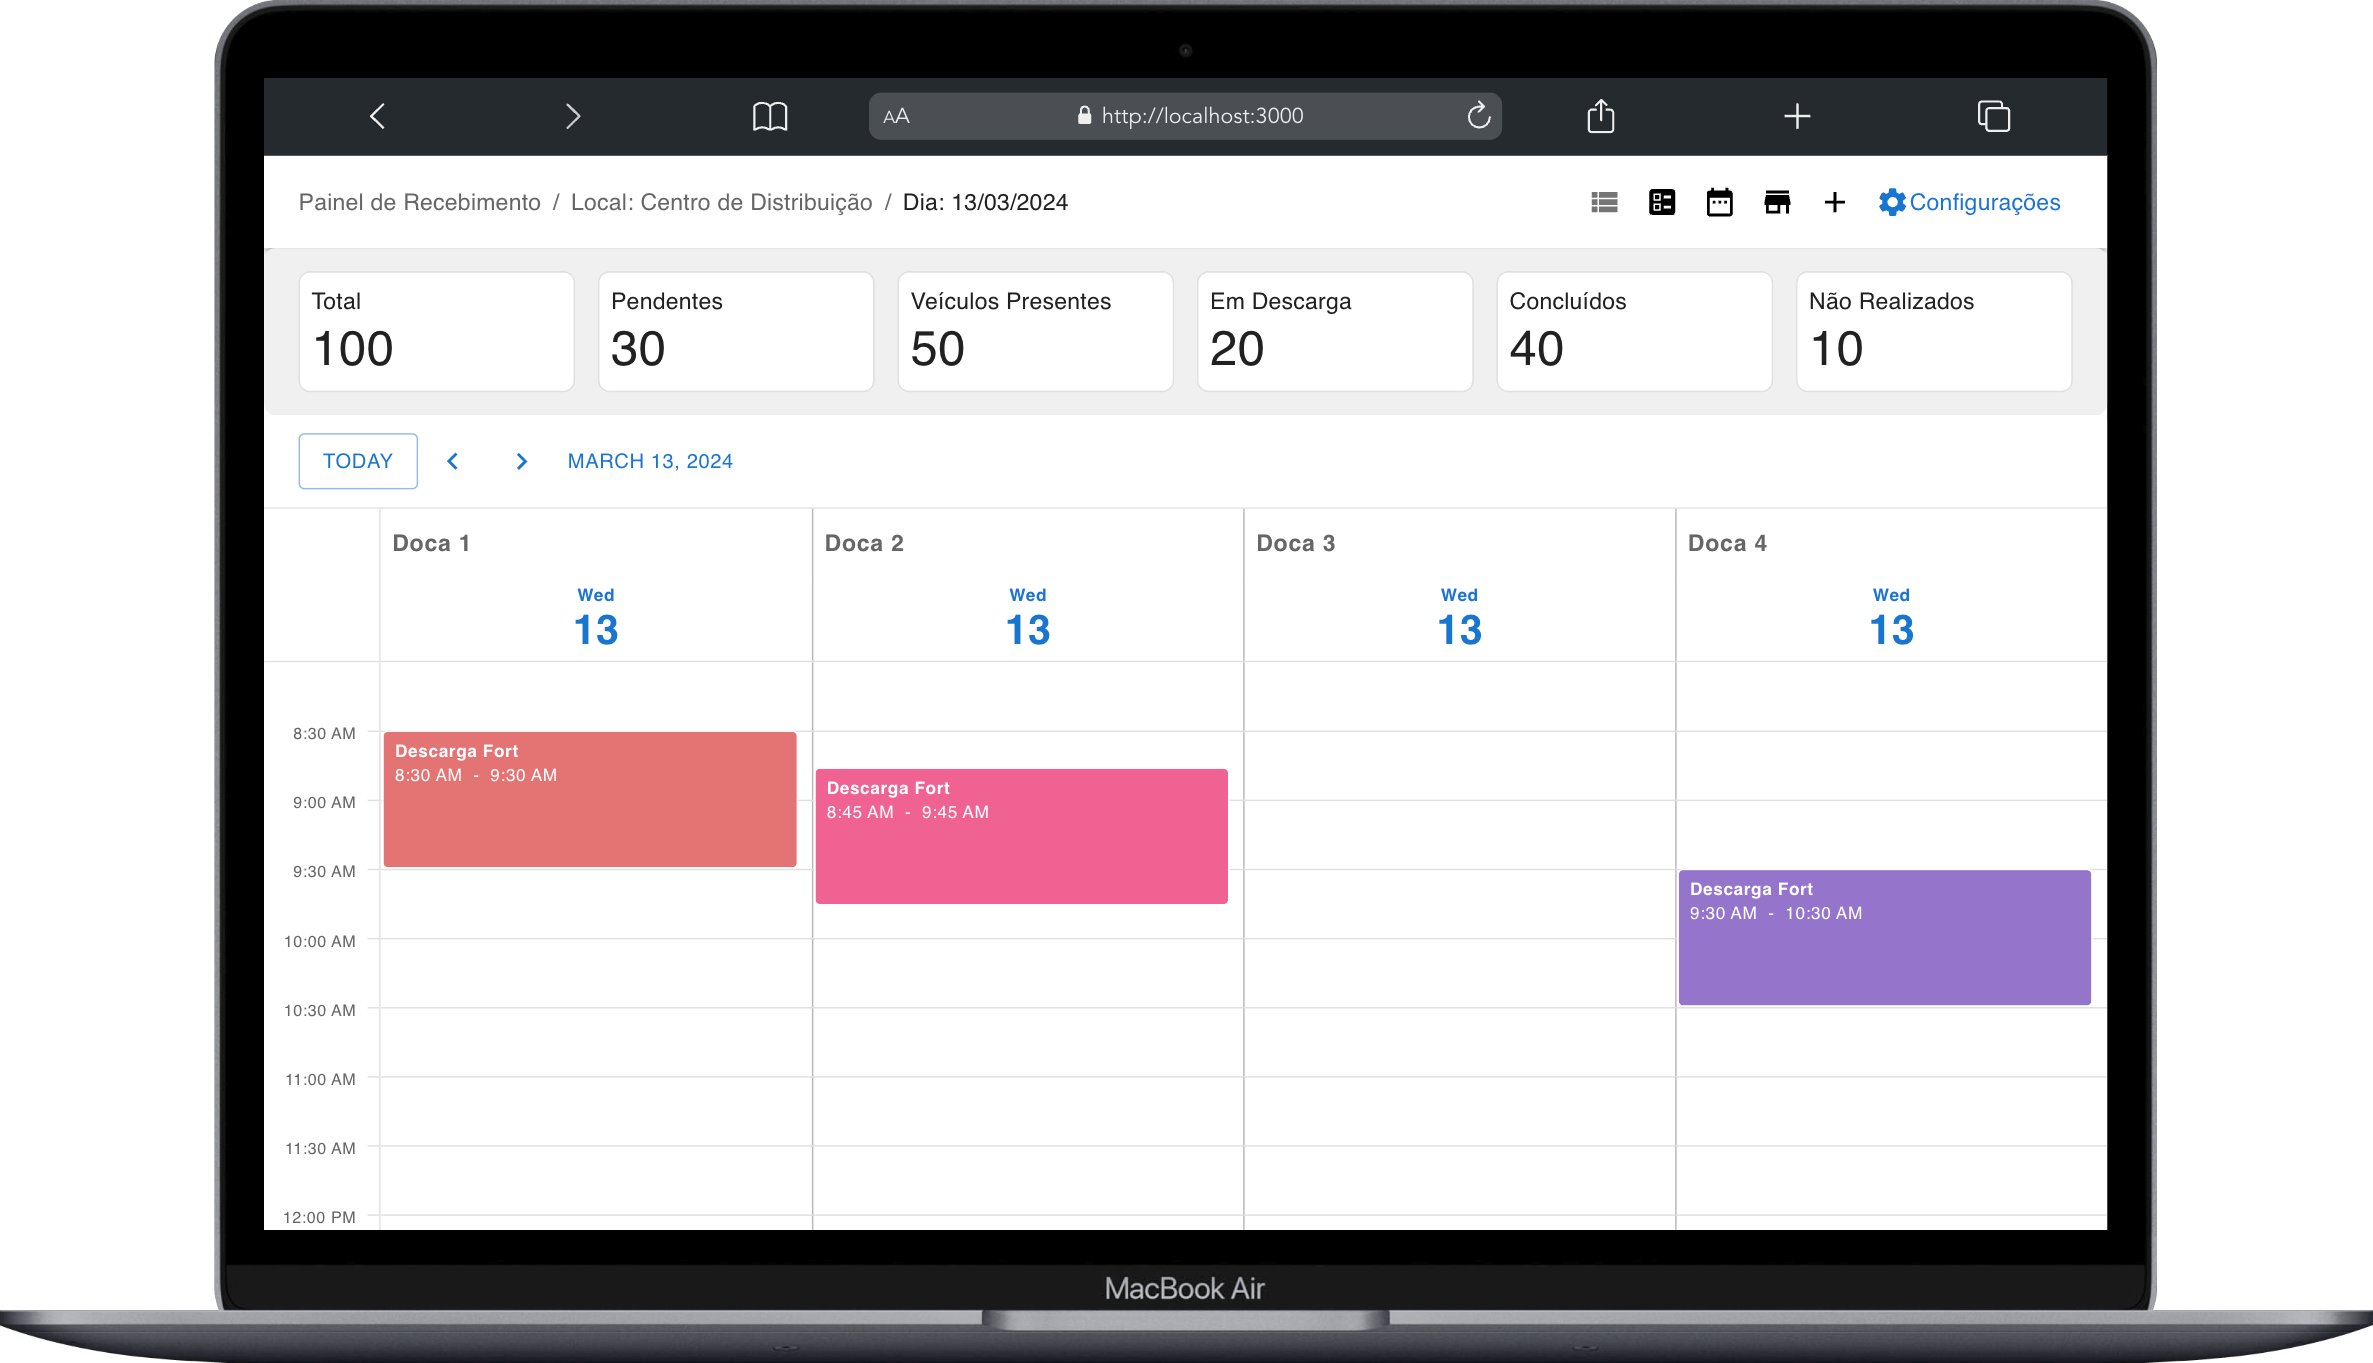 AA http://localhost:3000
Painel de Recebimento / Local: Centro de Distribuição / Dia: 13/03/2024 Configurações
Total Pendentes Veículos Presentes Em Descarga Concluídos Não Realizados
100 30 50 20 40 10
TODAY MARCH 13, 2024
Doca 1 Doca 2 Doca 3 Doca 4
Wed Wed Wed Wed
13 13 13 13
8:30 AM
Descarga Fort
8:30 AM - 9:30 AM
Descarga Fort
9:00 AM
8:45 AM - 9:45 AM
9:30 AM
Descarga Fort
9:30 AM - 10:30 AM
10:00 AM
10:30 AM
11:00 AM
11:30 AM
12:00 PM
MacBook Air